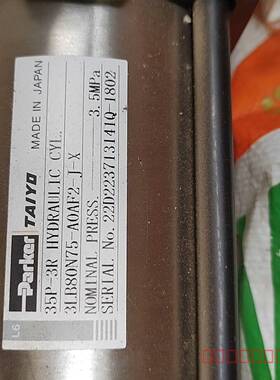 Parker
TAIYO MADE IN JAPAN
35P-3R HYDRAULIC CYL.
3LB80N75-A0AF2-J-X
NOMINAL PRESS. 3.5MPa
SERIAL No. 22D223713141Q-1802
L6